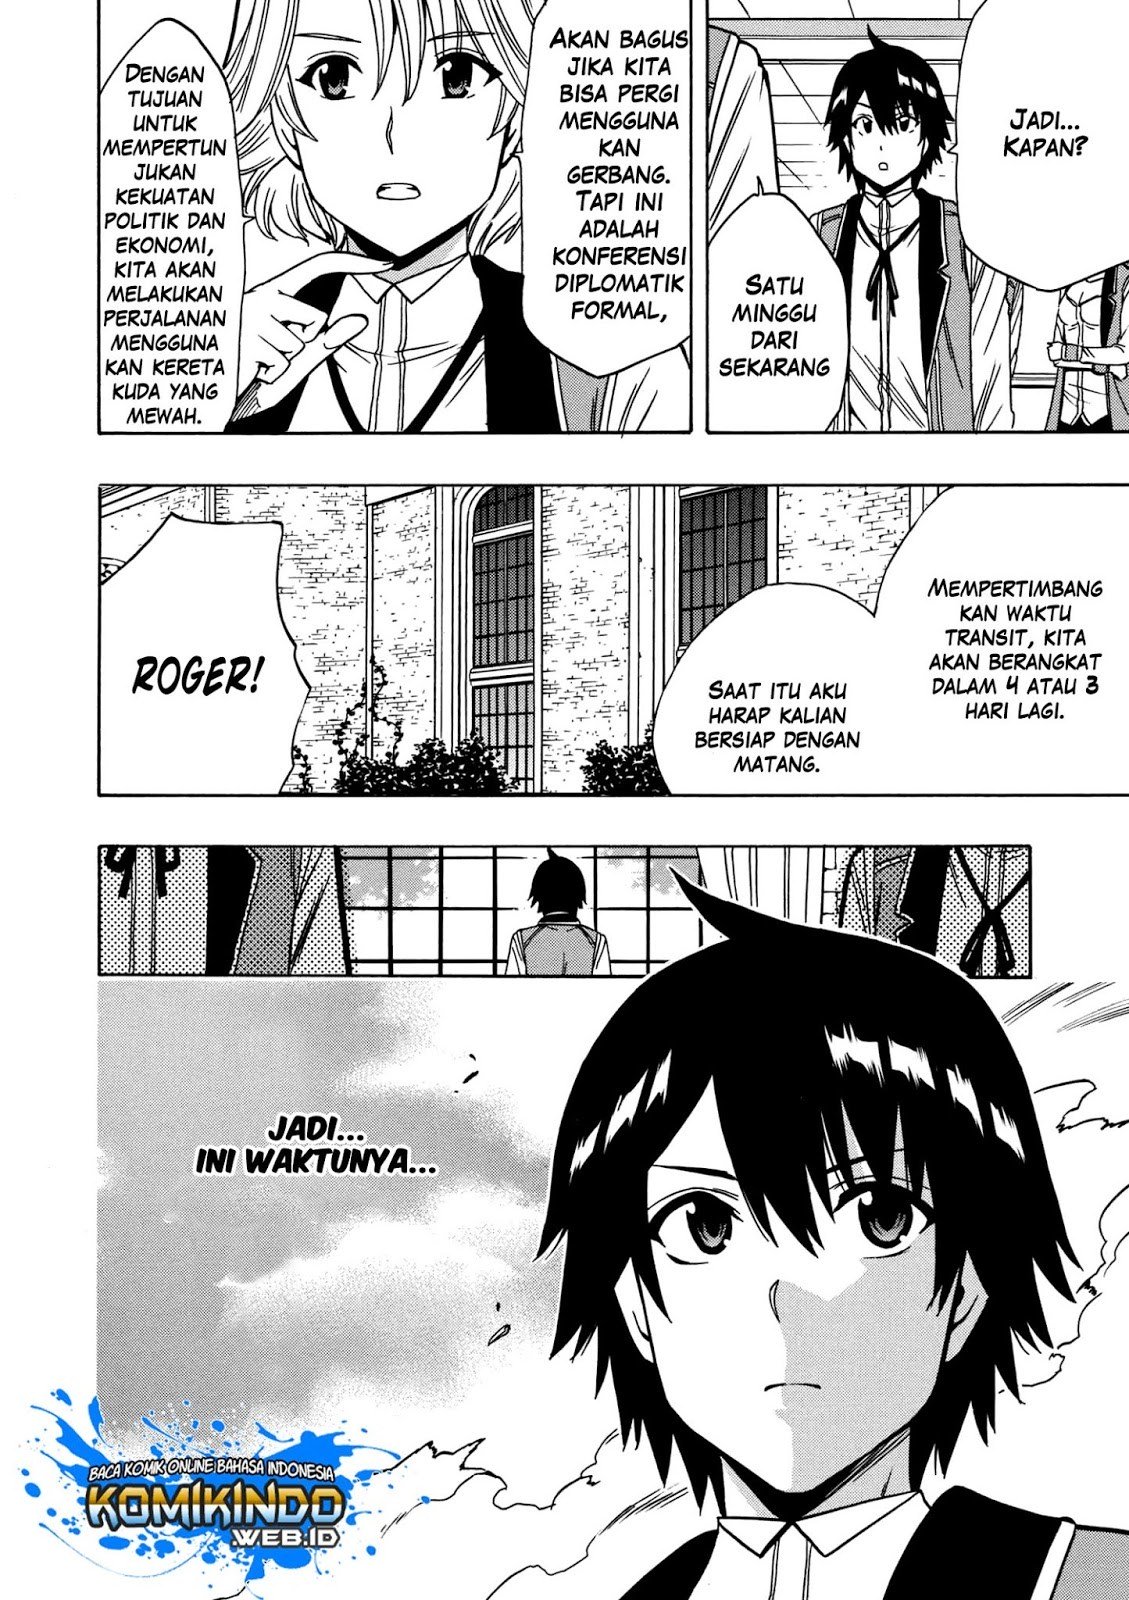 JADI...
KAPAN?
SATU
MINGGU
DARI
SEKARANG
AKAN BAGUS
JIKA KITA
BISA PERGI
MENGGUNA
KAN
GERBANG.
TAPI INI
ADALAH
KONFERENSI
DIPLOMATIK
FORMAL,
DENGAN
TUJUAN
UNTUK
MEMPERTUN
JUKAN
KEKUATAN
POLITIK DAN
EKONOMI,
KITA AKAN
MELAKUKAN
PERJALANAN
MENGGUNA
KAN KERETA
KUDA YANG
MEWAH.
MEMPERTIMBANG
KAN WAKTU
TRANSIT, KITA
AKAN BERANGKAT
DALAM 4 ATAU 3
HARI LAGI.
SAAT ITU AKU
HARAP KALIAN
BERSIAP DENGAN
MATANG.
ROGER!
JADI...
INI WAKTUNYA...
BACA KOMIK ONLINE BAHASA INDONESIA
KOMIKINDO
.WEB.ID